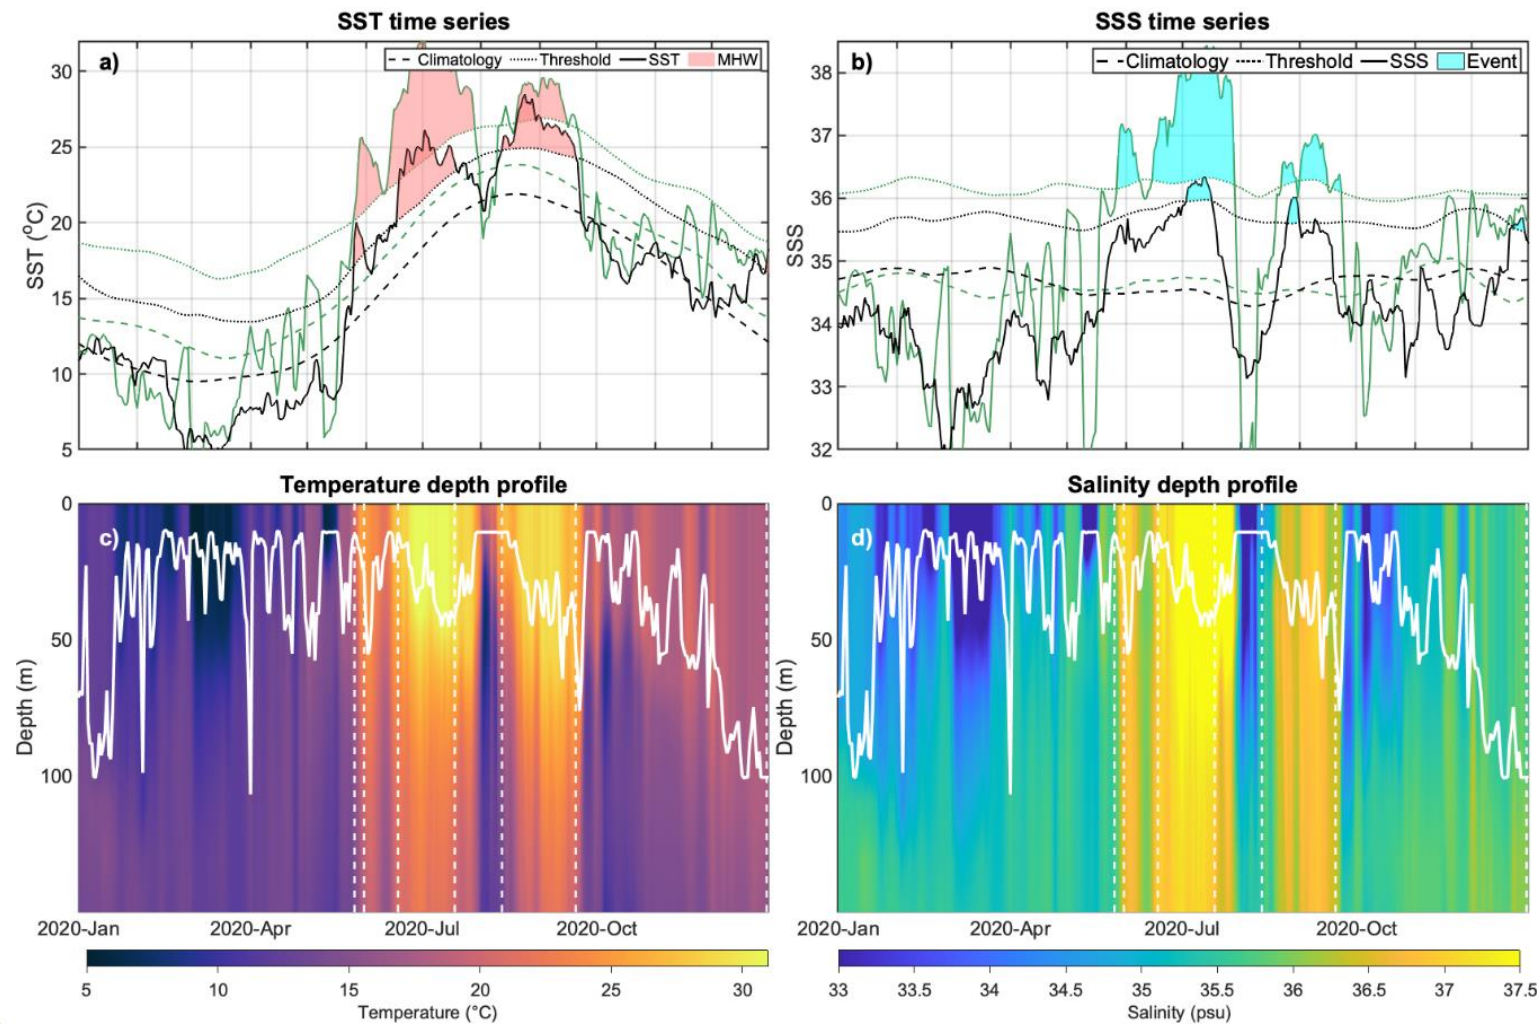 SST time series
a)
Climatology Threshold SST MHW
30
25
20
15
10
5
SST (°C)
SSS time series
b)
Climatology Threshold SSS Event
38
37
36
35
34
33
32
SSS
Temperature depth profile
c)
0
50
100
Depth (m)
2020-Jan 2020-Apr 2020-Jul 2020-Oct
5 10 15 20 25 30
Temperature (°C)
Salinity depth profile
d)
0
50
100
Depth (m)
2020-Jan 2020-Apr 2020-Jul 2020-Oct
33 33.5 34 34.5 35 35.5 36 36.5 37 37.5
Salinity (psu)